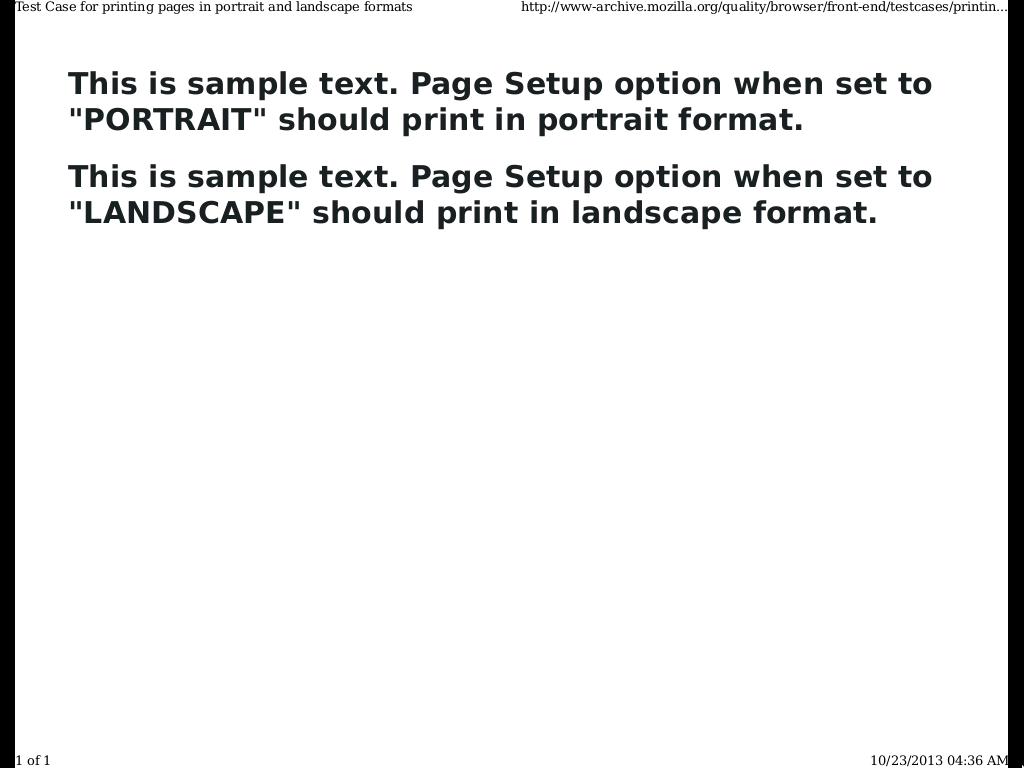 Test Case for printing pages in portrait and landscape formats
http://www-archive.mozilla.org/quality/browser/front-end/testcases/printin...
This is sample text. Page Setup option when set to
"PORTRAIT" should print in portrait format.
This is sample text. Page Setup option when set to
"LANDSCAPE" should print in landscape format.
1 of 1
10/23/2013 04:36 AM